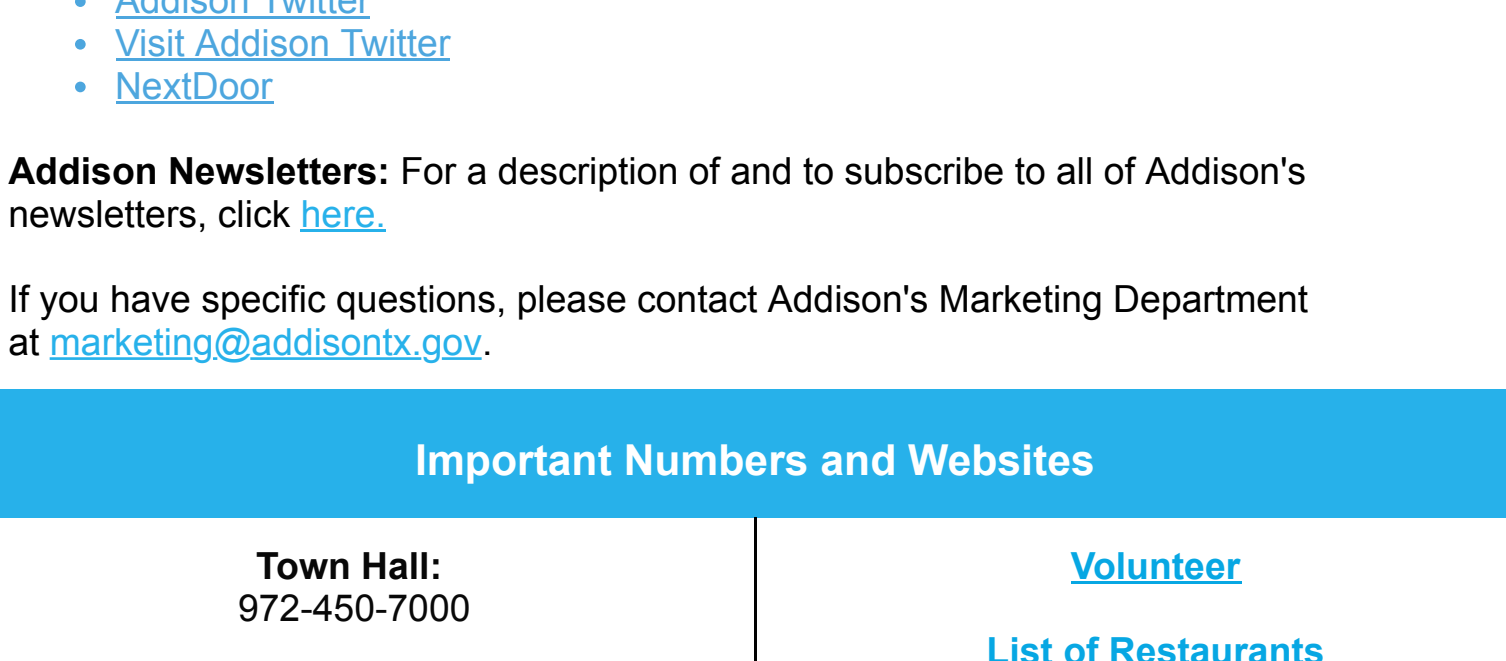 Addison Twitter
Visit Addison Twitter
NextDoor
Addison Newsletters: For a description of and to subscribe to all of Addison's
newsletters, click here.
If you have specific questions, please contact Addison's Marketing Department
at marketing@addisontx.gov.
Important Numbers and Websites
Town Hall:
972-450-7000
Volunteer
List of Restaurants